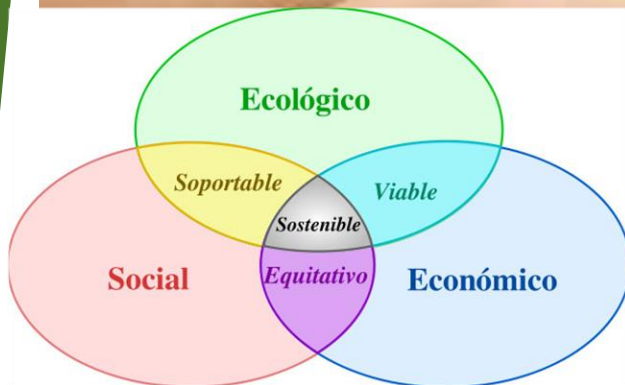 Ecológico
Soportable
Viable
Sostenible
Social
Equitativo
Económico